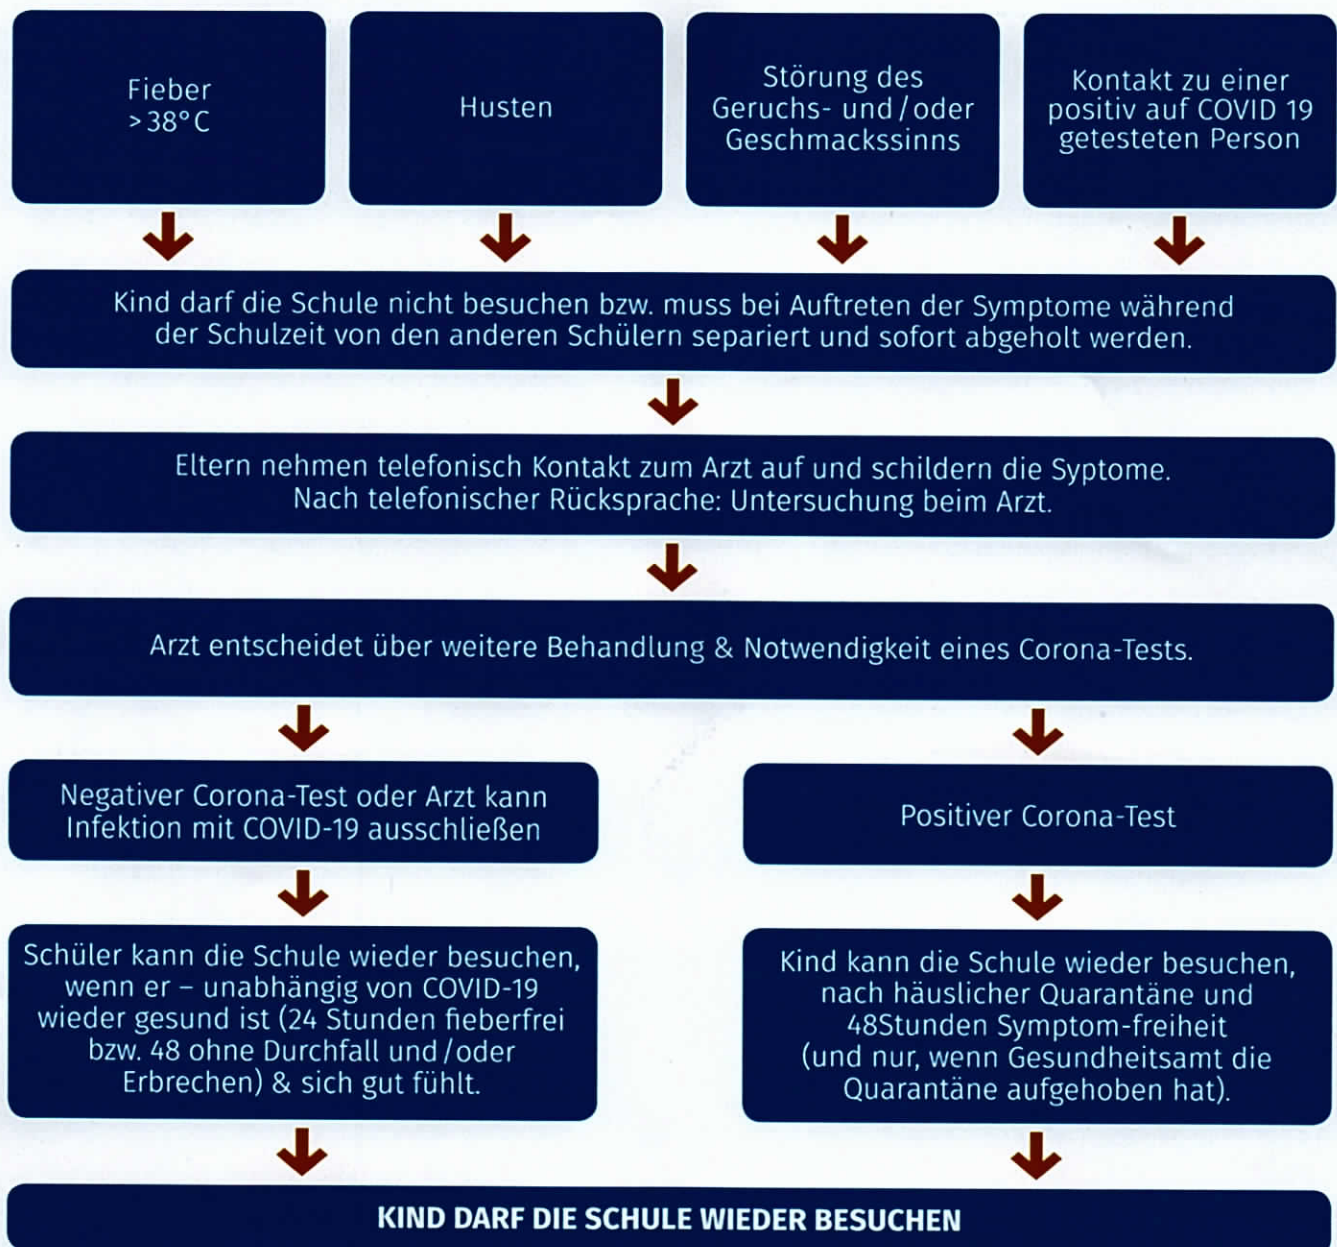 Fieber
> 38°C
Husten
Störung des
Geruchs- und / oder
Geschmackssinns
Kontakt zu einer
positiv auf COVID 19
getesteten Person
Kind darf die Schule nicht besuchen bzw. muss bei Auftreten der Symptome während
der Schulzeit von den anderen Schülern separiert und sofort abgeholt werden.
Eltern nehmen telefonisch Kontakt zum Arzt auf und schildern die Syptome.
Nach telefonischer Rücksprache: Untersuchung beim Arzt.
Arzt entscheidet über weitere Behandlung & Notwendigkeit eines Corona-Tests.
Negativer Corona-Test oder Arzt kann
Infektion mit COVID-19 ausschließen
Positiver Corona-Test
Schüler kann die Schule wieder besuchen,
wenn er – unabhängig von COVID-19
wieder gesund ist (24 Stunden fieberfrei
bzw. 48 ohne Durchfall und / oder
Erbrechen) & sich gut fühlt.
Kind kann die Schule wieder besuchen,
nach häuslicher Quarantäne und
48Stunden Symptom-freiheit
(und nur, wenn Gesundheitsamt die
Quarantäne aufgehoben hat).
KIND DARF DIE SCHULE WIEDER BESUCHEN